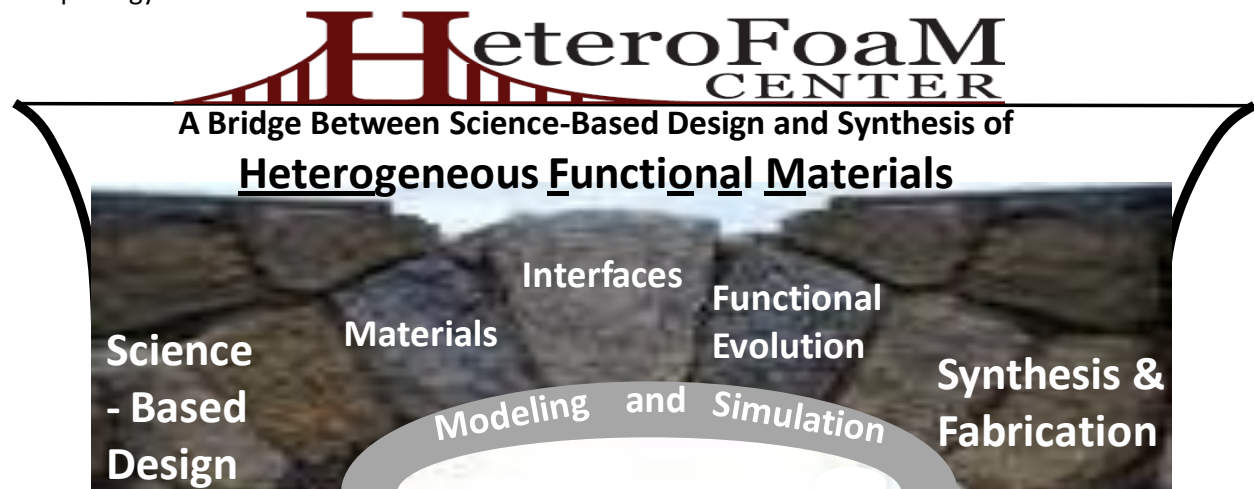 HeteroFoaM
CENTER
A Bridge Between Science-Based Design and Synthesis of
Heterogeneous Functional Materials
Interfaces
Materials
Functional
Evolution
Science
- Based
Design
Synthesis &
Fabrication
Modeling and Simulation